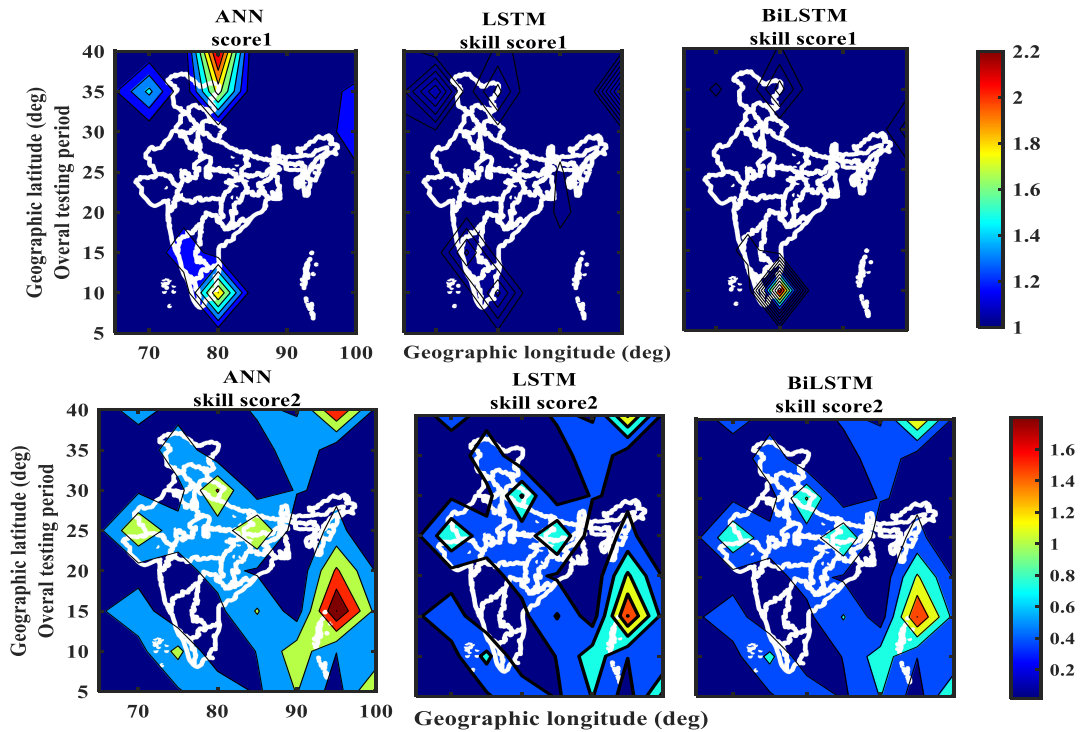 ANN
score1
LSTM
skill score1
BiLSTM
skill score1
Geographic latitude (deg)
Overal testing period
40
35
30
25
20
15
10
5
70
80
90
100
Geographic longitude (deg)
2.2
2
1.8
1.6
1.4
1.2
1
ANN
skill score2
LSTM
skill score2
BiLSTM
skill score2
Geographic latitude (deg)
Overal testing period
40
35
30
25
20
15
10
5
70
80
90
100
Geographic longitude (deg)
1.6
1.4
1.2
1
0.8
0.6
0.4
0.2